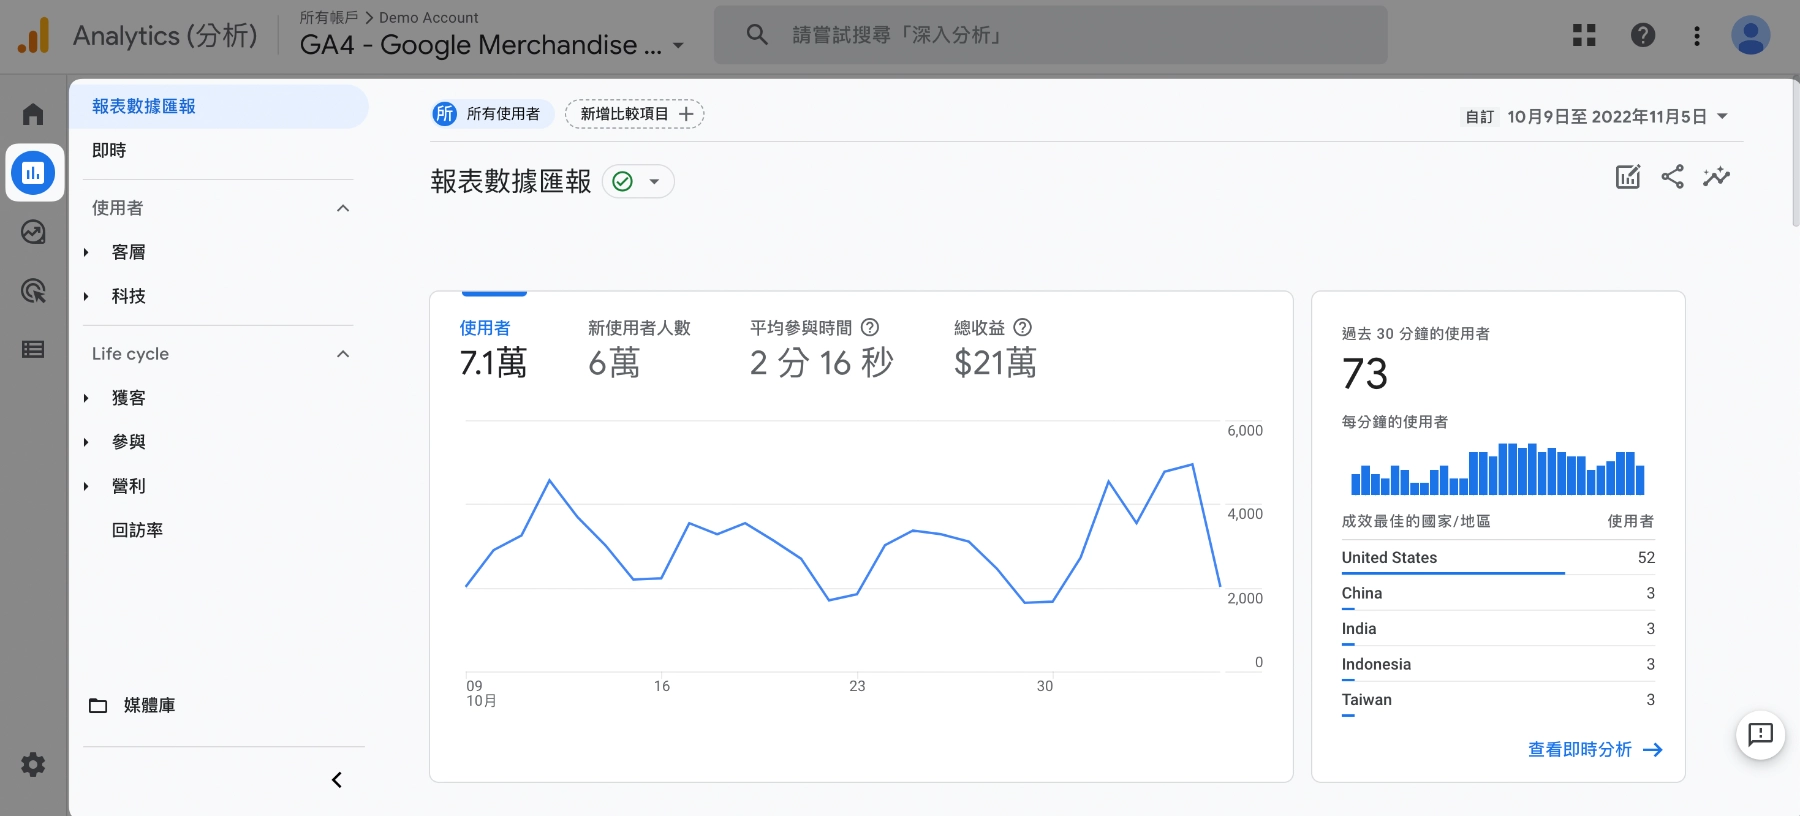 Analytics (分析)
所有帳戶 > Demo Account
GA4 - Google Merchandise ...
請嘗試搜尋「深入分析」
報表數據匯報
即時
使用者
客層
科技
Life cycle
獲客
參與
營利
回訪率
媒體庫
所 所有使用者
新增比較項目 +
自訂 10月9日至 2022年11月5日
報表數據匯報
使用者
7.1萬
新使用者人數
6萬
平均參與時間
2 分 16 秒
總收益
$21萬
6,000
4,000
2,000
0
09
10月
16
23
30
過去 30 分鐘的使用者
73
每分鐘的使用者
成效最佳的國家/地區 使用者
United States 52
China 3
India 3
Indonesia 3
Taiwan 3
查看即時分析